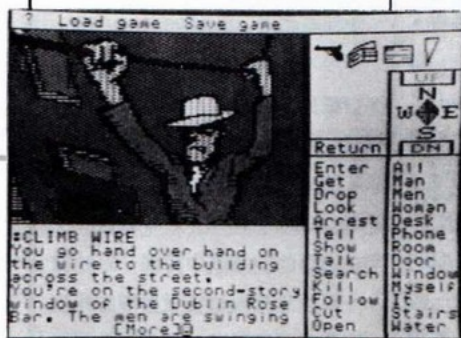 ? Load game Save game
UP
N
W E
S
Return DN
Enter All
Get Man
Drop Men
Look Woman
Arrest Desk
Tell Phone
Show Room
Talk Door
Search Window
Kill Myself
Follow It
Cut Stairs
Open Water
:CLIMB WIRE
You go hand over hand on
the wire to the building
across the street.
You're on the second-story
window of the Dublin Rose
Bar. The men are swinging
[More]